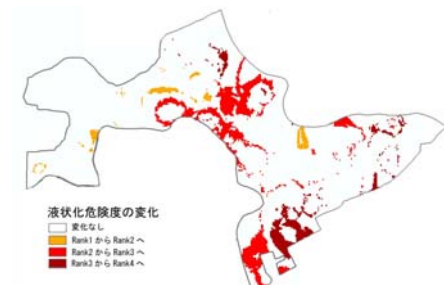 液状化危険度の変化
変化なし
Rank1 から Rank2 へ
Rank2 から Rank3 へ
Rank3 から Rank4 へ